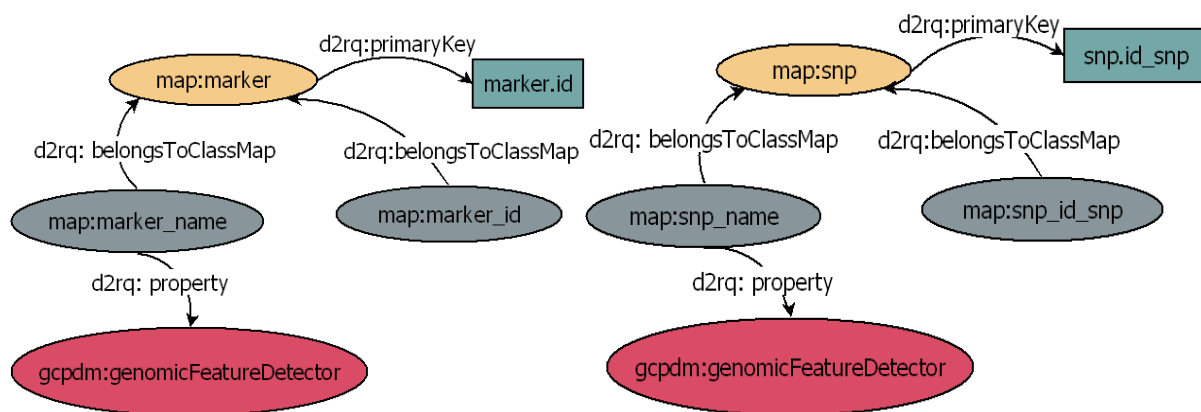 d2rq:primaryKey
map:marker
marker.id
d2rq: belongsToClassMap
d2rq:belongsToClassMap
map:marker_name
map:marker_id
d2rq: property
gcpdm:genomicFeatureDetector
d2rq:primaryKey
map:snp
snp.id_snp
d2rq: belongsToClassMap
d2rq:belongsToClassMap
map:snp_name
map:snp_id_snp
d2rq: property
gcpdm:genomicFeatureDetector